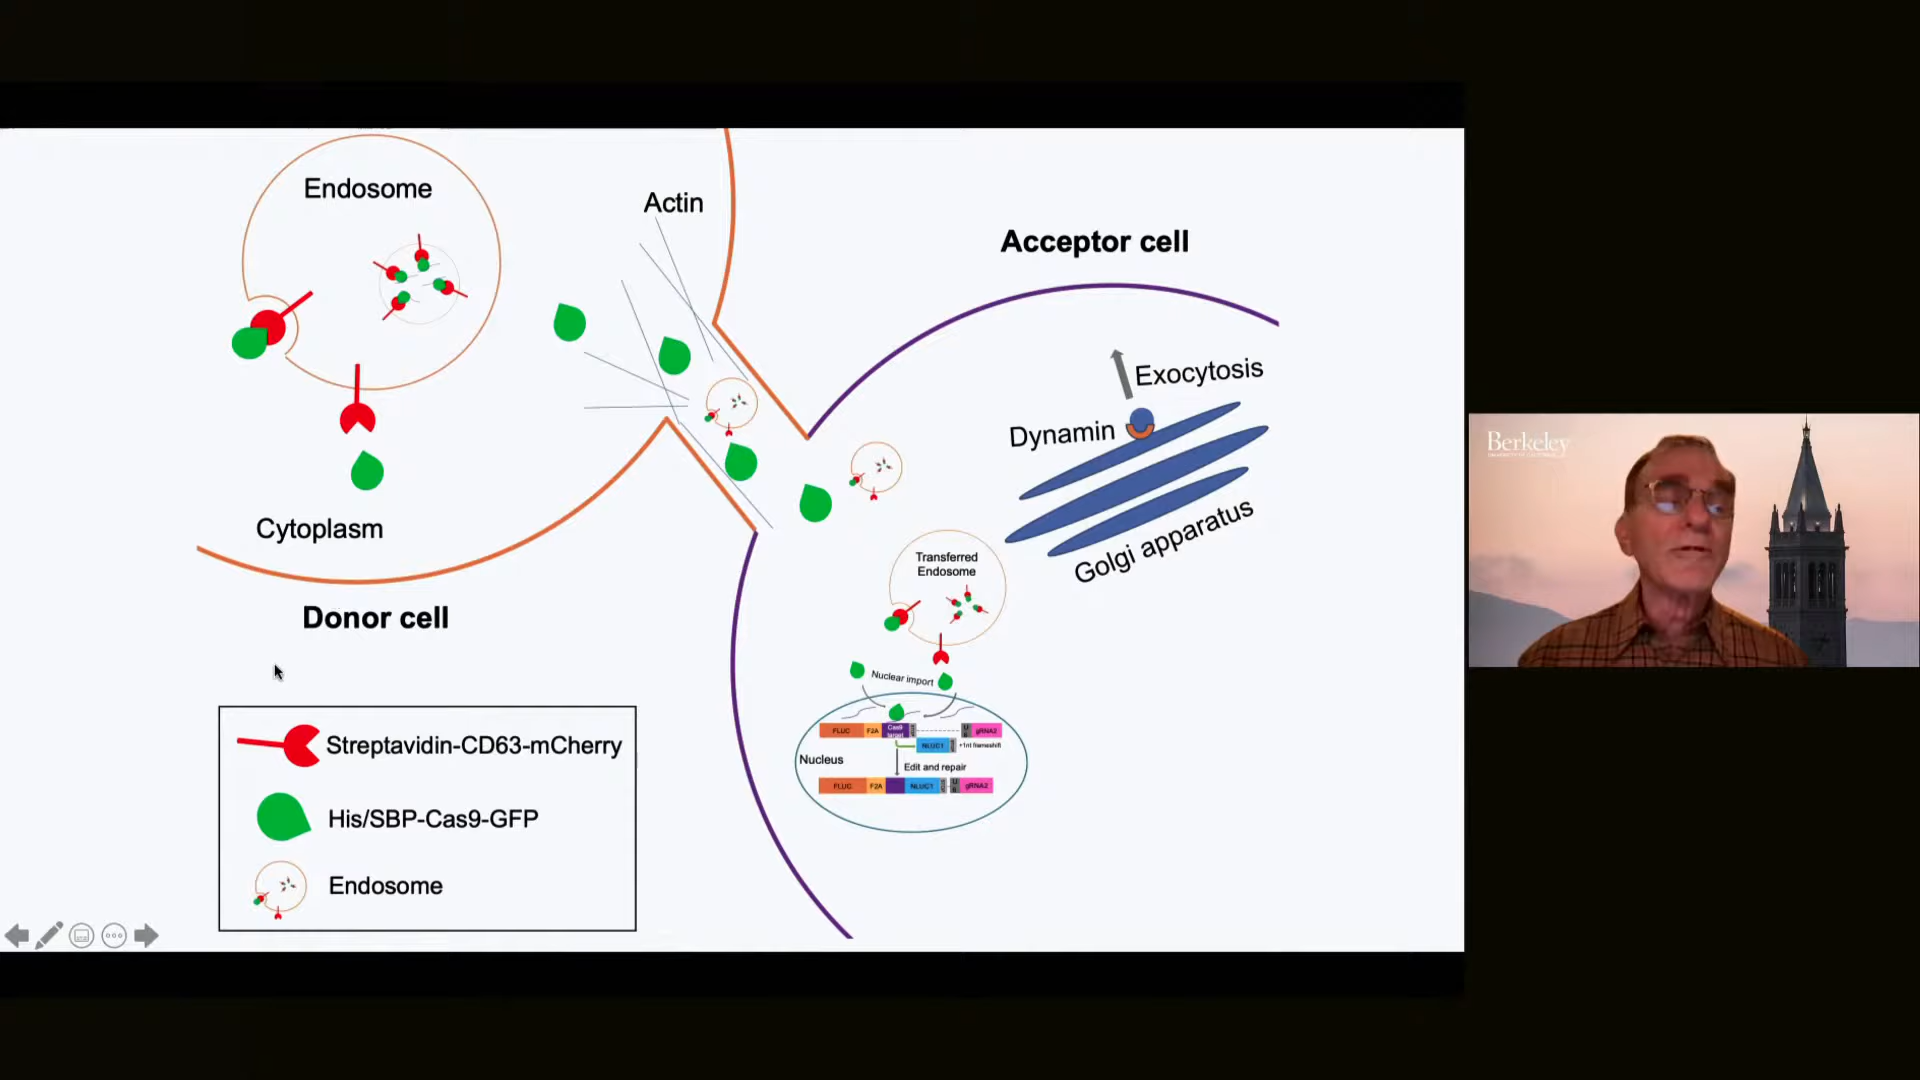 Endosome
Actin
Acceptor cell
Exocytosis
Dynamin
Golgi apparatus
Cytoplasm
Donor cell
Transferred
Endosome
Nuclear import
FLUC F2A Cas9 target gRNA2
NLUC1 +1nt frameshift
Nucleus
Edit and repair
FLUC F2A NLUC1 gRNA2
Streptavidin-CD63-mCherry
His/SBP-Cas9-GFP
Endosome
Berkeley